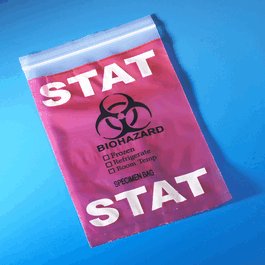 STAT
BIOHAZARD
Frozen
Refrigerate
Room Temp
SPECIMEN BAG
STAT